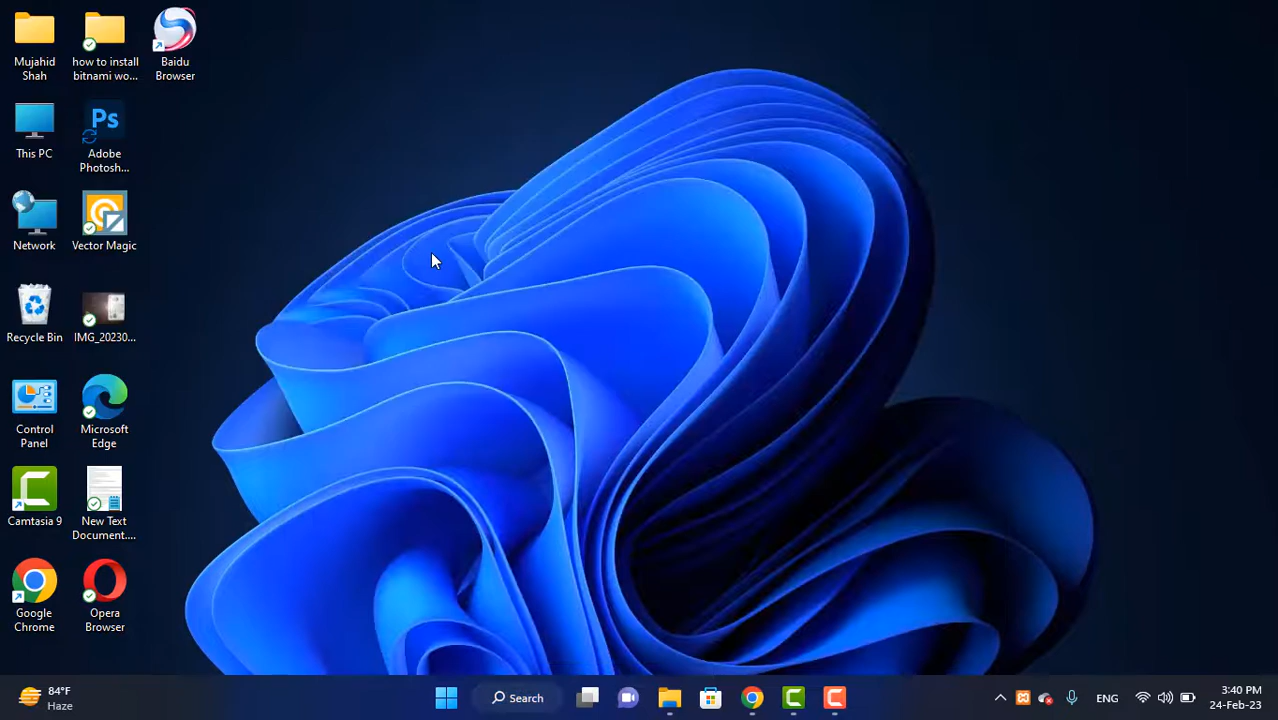 Mujahid
Shah
how to install
bitnami wo...
Baidu
Browser
This PC
Ps
Adobe
Photosh...
Network
Vector Magic
Recycle Bin
IMG_20230...
Control
Panel
Microsoft
Edge
Camtasia 9
New Text
Document....
Google
Chrome
Opera
Browser
84°F
Haze
Search
ENG
3:40 PM
24-Feb-23